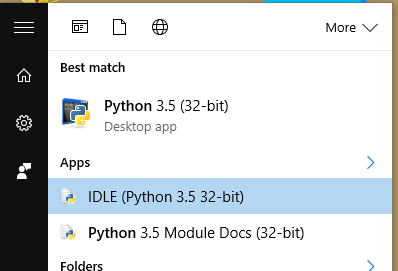 More
Best match
Python 3.5 (32-bit)
Desktop app
Apps
IDLE (Python 3.5 32-bit)
Python 3.5 Module Docs (32-bit)
Folders